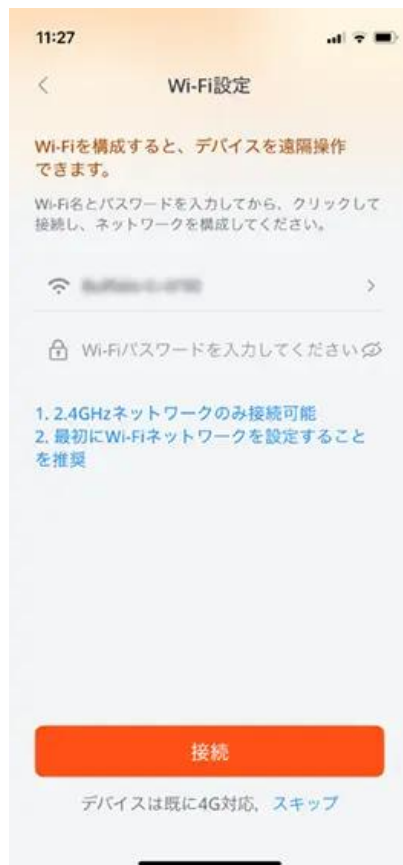 11:27
Wi-Fi設定
Wi-Fiを構成すると、デバイスを遠隔操作
できます。
Wi-Fi名とパスワードを入力してから、クリックして
接続し、ネットワークを構成してください。
Wi-Fiパスワードを入力してください
1. 2.4GHzネットワークのみ接続可能
2. 最初にWi-Fiネットワークを設定すること
を推奨
接続
デバイスは既に4G対応, スキップ